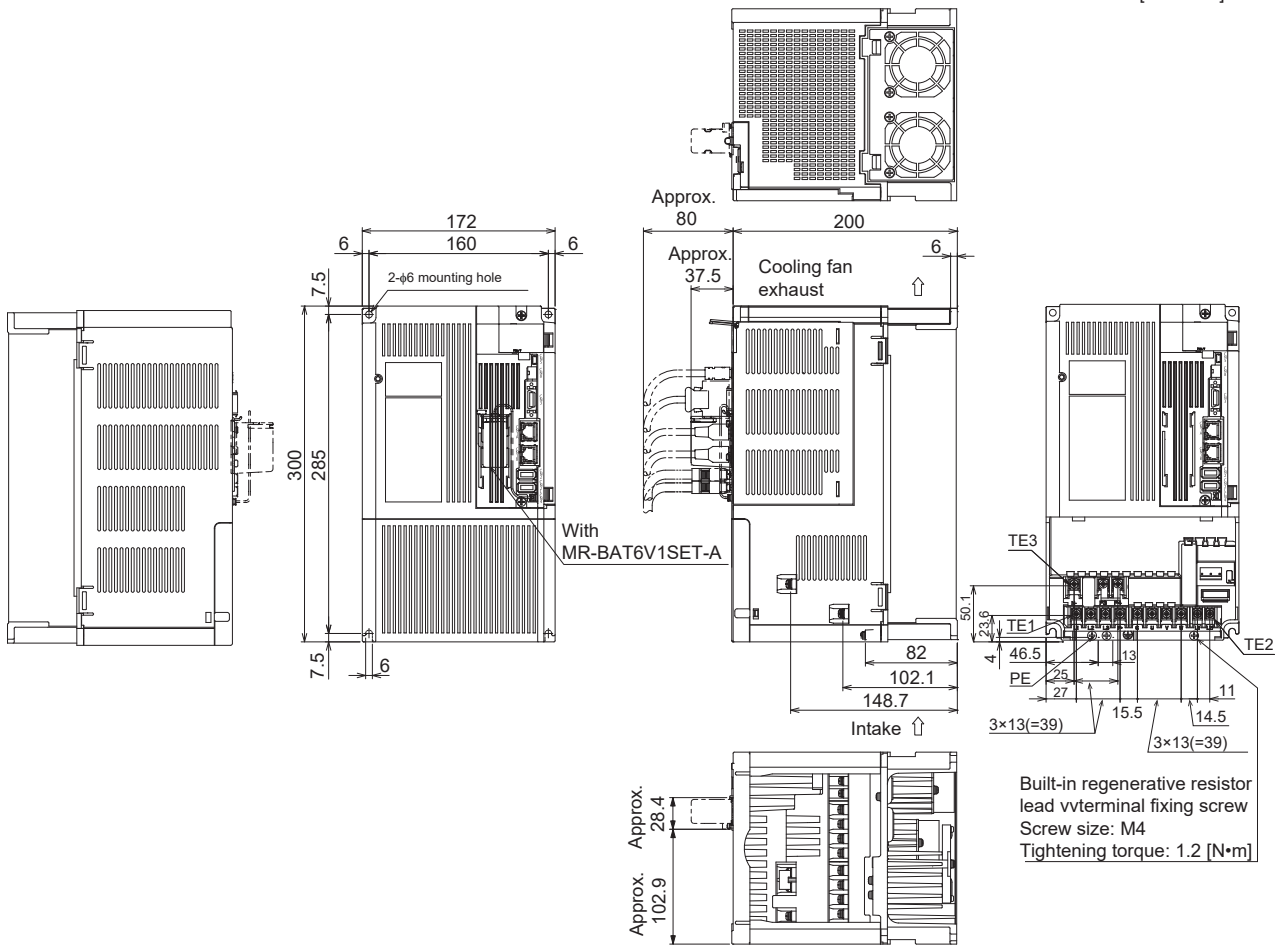 Approx.
80
200
172
6
160
6
Approx.
37.5
6
Cooling fan
exhaust
2-ϕ6 mounting hole
7.5
300
285
With
MR-BAT6V1SET-A
7.5
6
82
102.1
148.7
Intake
TE3
50.1
23.6
TE1
4
46.5
13
TE2
PE
25
27
11
15.5
14.5
3×13(=39)
3×13(=39)
Approx.
28.4
Approx.
102.9
Built-in regenerative resistor
lead vvterminal fixing screw
Screw size: M4
Tightening torque: 1.2 [N•m]